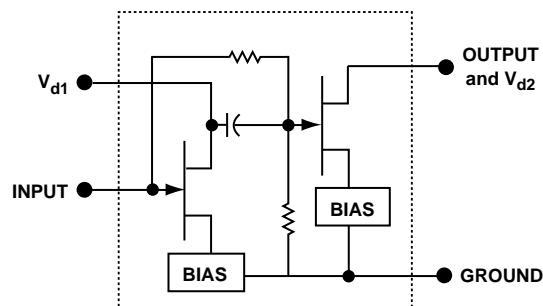 OUTPUT
and Vd2
Vd1
INPUT
BIAS
BIAS
GROUND